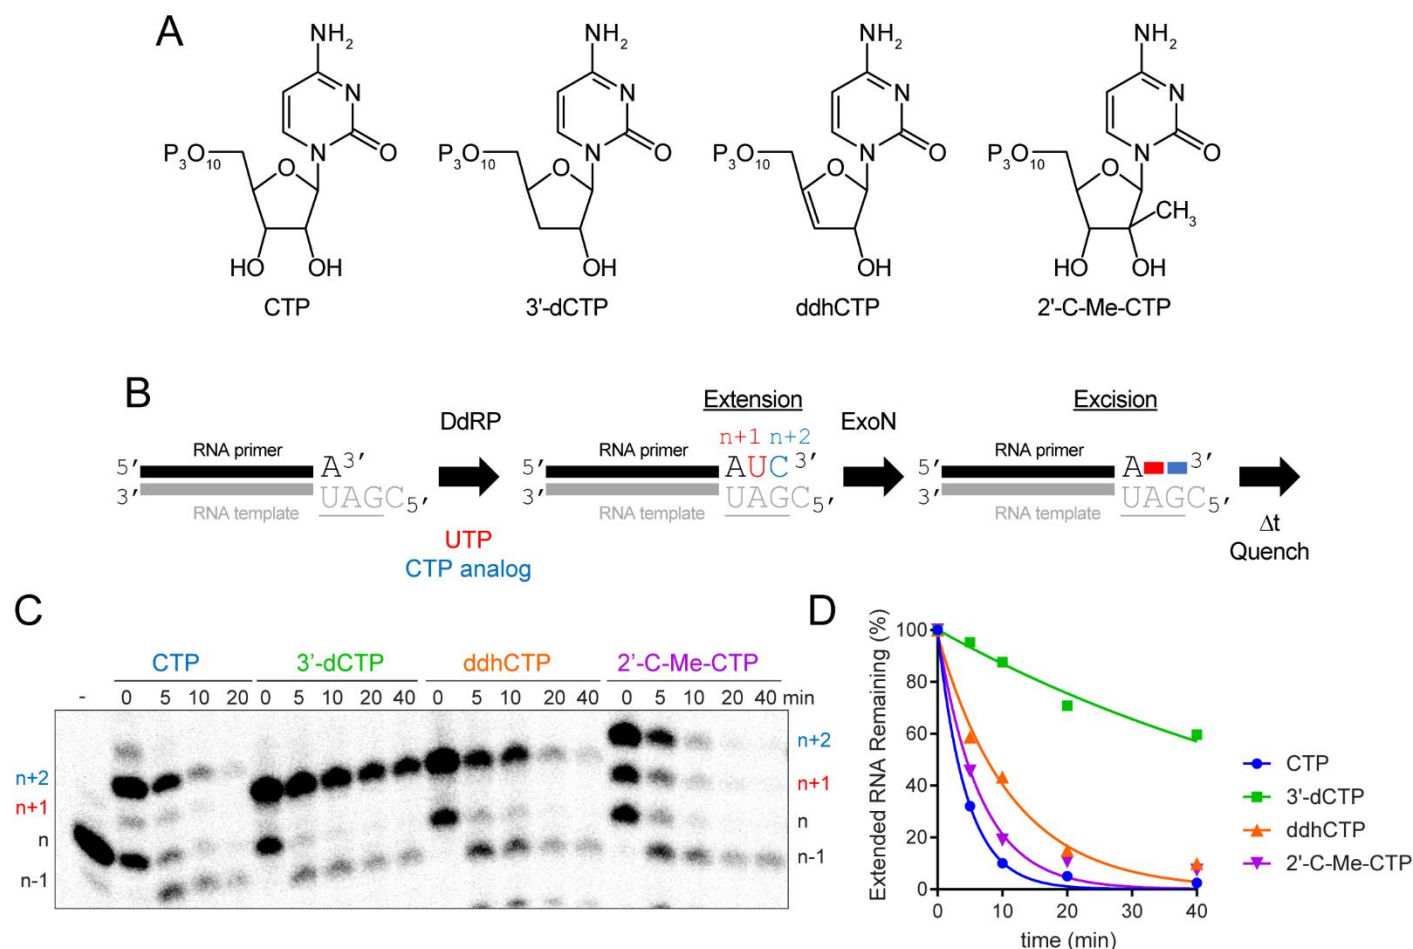 A
NH2
N
N
O
O
P3O10
HO OH
CTP
NH2
N
N
O
O
P3O10
OH
3'-dCTP
NH2
N
N
O
O
P3O10
OH
ddhCTP
NH2
N
N
O
O
P3O10
CH3
HO OH
2'-C-Me-CTP
B
5′ RNA primer A3′
3′ RNA template UAGC5′
DdRP
UTP
CTP analog
Extension
n+1 n+2
5′ RNA primer AUC3′
3′ RNA template UAGC5′
ExoN
Excision
5′ RNA primer A 3′
3′ RNA template UAGC5′
Δt
Quench
C
CTP 3'-dCTP ddhCTP 2'-C-Me-CTP
- 0 5 10 20 0 5 10 20 40 0 5 10 20 40 0 5 10 20 40 min
n+2
n+1
n
n-1
n+2
n+1
n
n-1
D
Extended RNA Remaining (%)
100
80
60
40
20
0
0 10 20 30 40
time (min)
CTP
3'-dCTP
ddhCTP
2'-C-Me-CTP